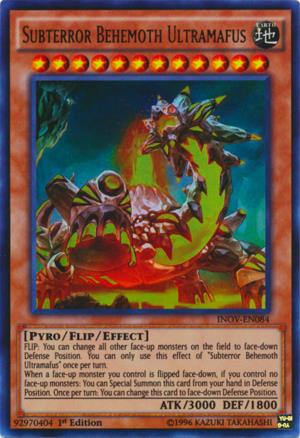 SUBTERROR BEHEMOTH ULTRAMAFUS
EARTH
地
INOV-EN084
[PYRO/FLIP/EFFECT]
FLIP: You can change all other face-up monsters on the field to face-down
Defense Position. You can only use this effect of "Subterror Behemoth
Ultramafus" once per turn.
When a face-up monster you control is flipped face-down, if you control no
face-up monsters: You can Special Summon this card from your hand in Defense
Position. Once per turn: You can change this card to face-down Defense Position.
ATK/3000 DEF/1800
92970404 1st Edition ©1996 KAZUKI TAKAHASHI